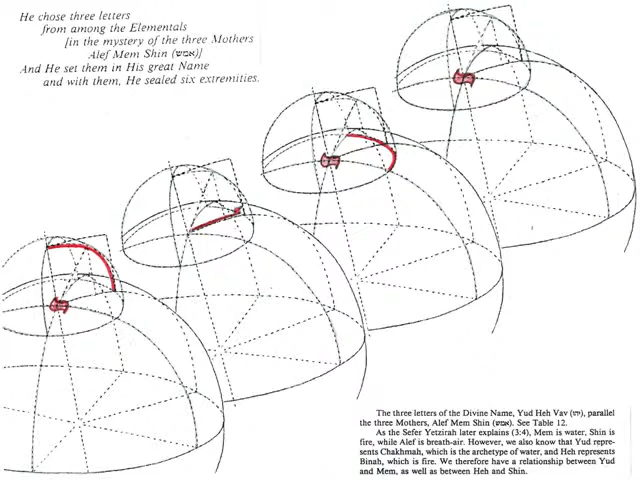 He chose three letters
from among the Elementals
[in the mystery of the three Mothers
Alef Mem Shin (אמש)]
And He set them in His great Name
and with them, He sealed six extremities.
The three letters of the Divine Name, Yud Heh Vav (יהו), parallel
the three Mothers, Alef Mem Shin (אמש). See Table 12.
As the Sefer Yetzirah later explains (3:4), Mem is water, Shin is
fire, while Alef is breath-air. However, we also know that Yud repre-
sents Chakhmah, which is the archetype of water, and Heh represents
Binah, which is fire. We therefore have a relationship between Yud
and Mem, as well as between Heh and Shin.